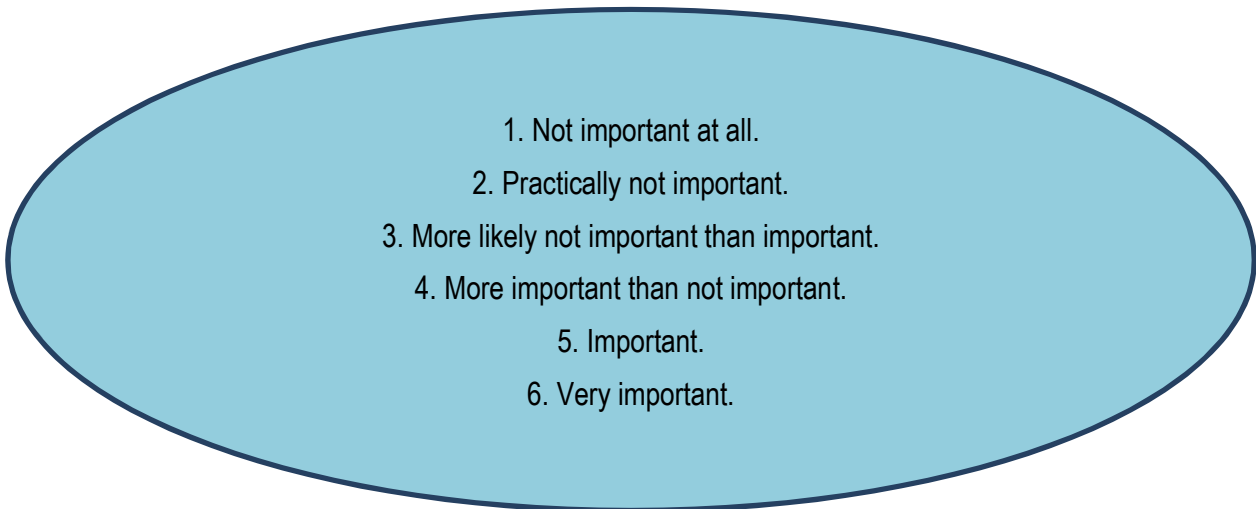 1. Not important at all.
2. Practically not important.
3. More likely not important than important.
4. More important than not important.
5. Important.
6. Very important.